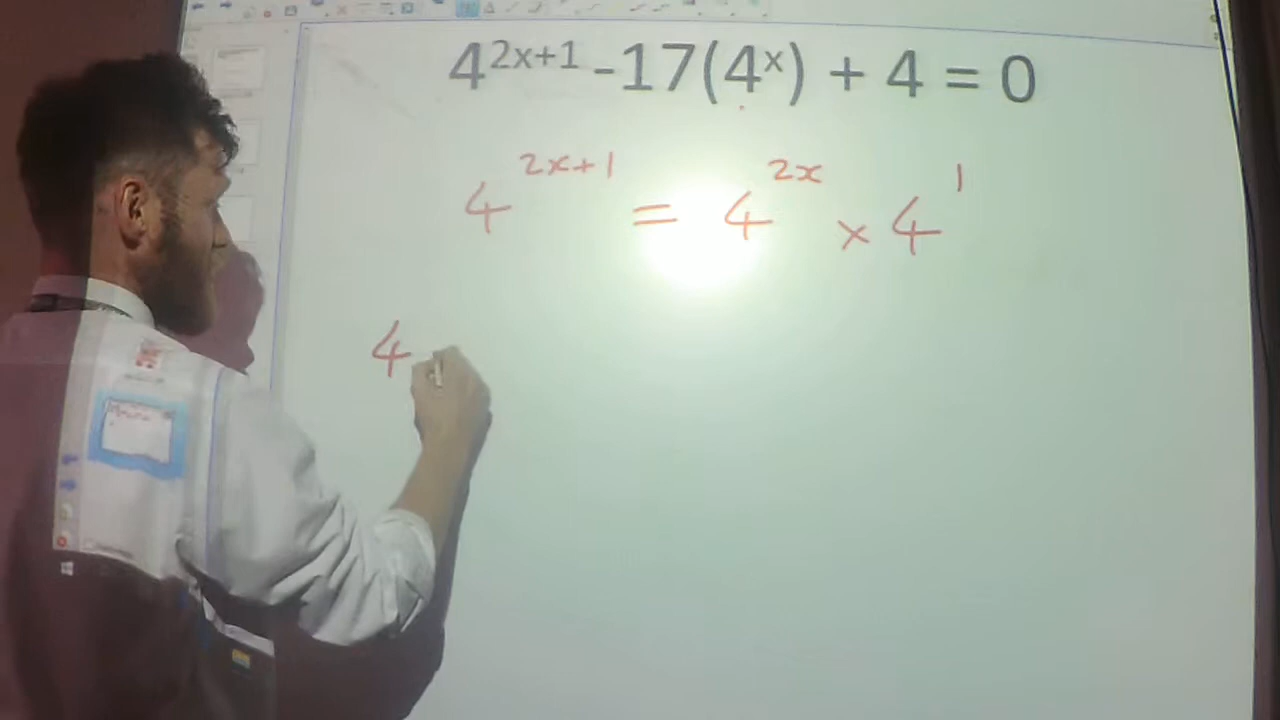 4^{2x+1} -17(4^x) + 4 = 0
4^{2x+1} = 4^{2x} × 4^1
4